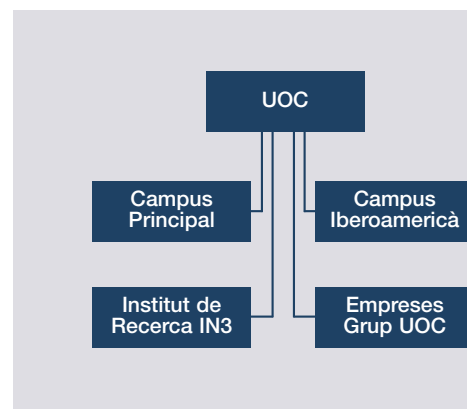 UOC
Campus
Principal
Campus
Iberoamericà
Institut de
Recerca IN3
Empreses
Grup UOC